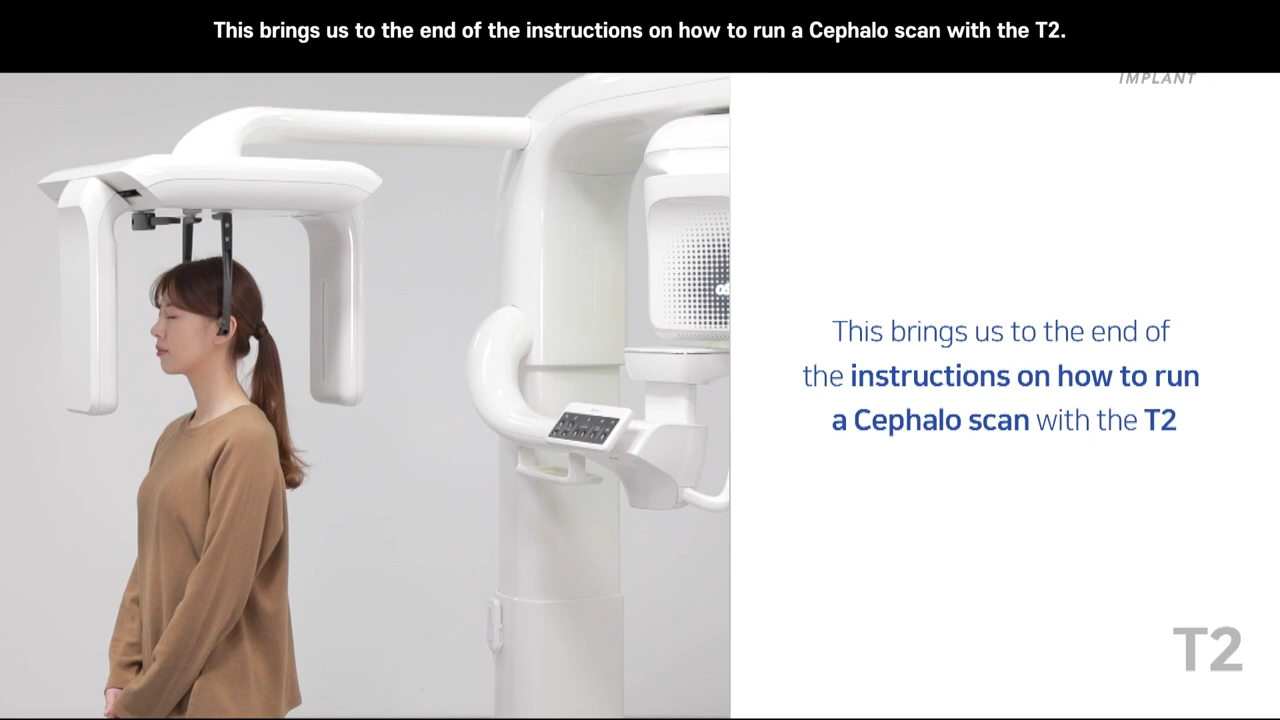 This brings us to the end of the instructions on how to run a Cephalo scan with the T2.
IMPLANT
This brings us to the end of
the instructions on how to run
a Cephalo scan with the T2
T2